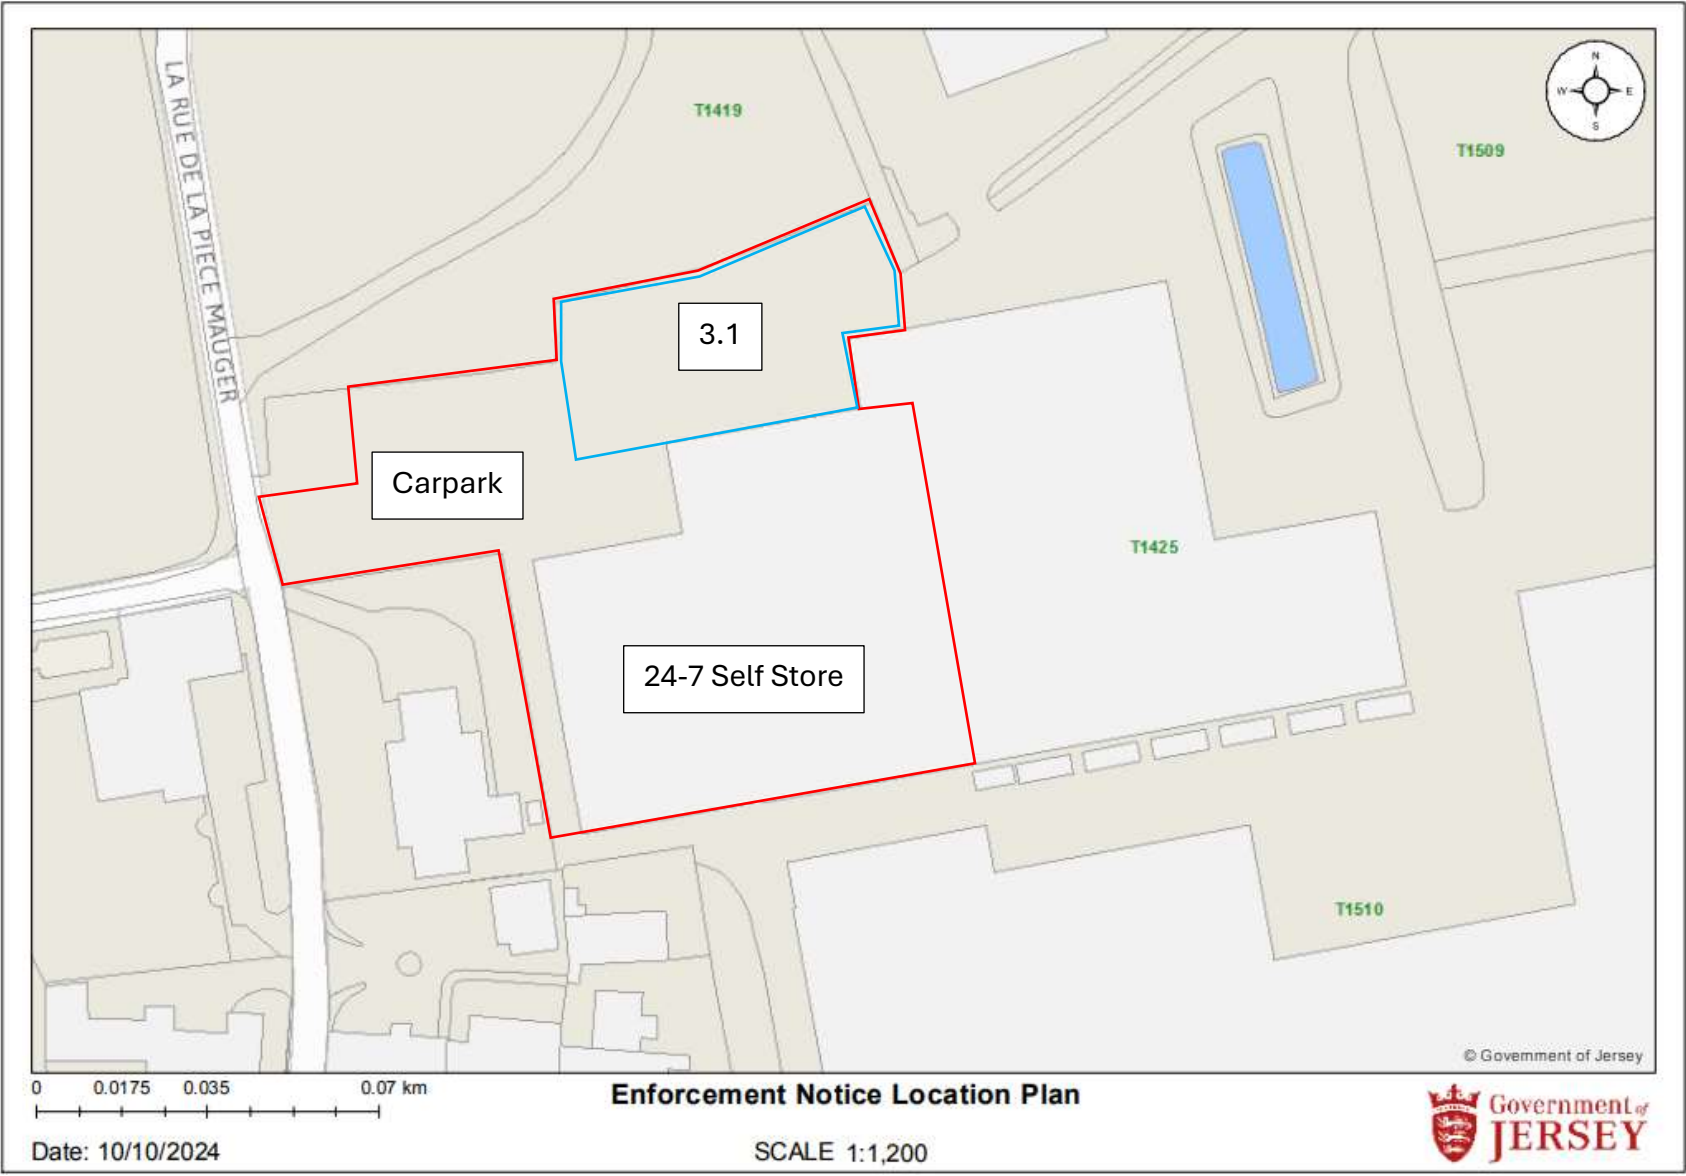 LA RUE DE LA PIECE MAUGER
T1419
N
W E
S
T1509
3.1
Carpark
T1425
24-7 Self Store
T1510
© Government of Jersey
0 0.0175 0.035 0.07 km
Enforcement Notice Location Plan
Date: 10/10/2024
SCALE 1:1,200
Government of
JERSEY